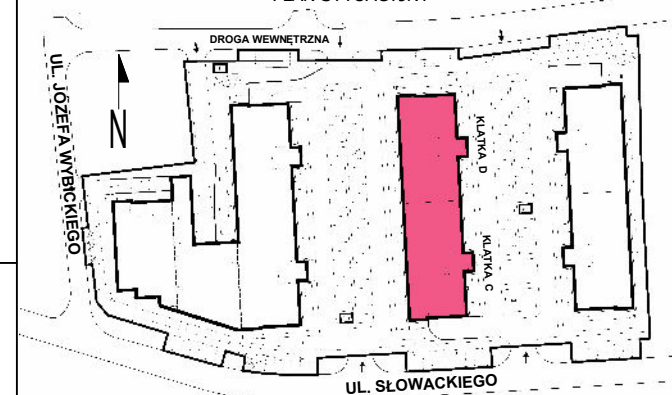 DROGA WEWNĘTRZNA
UL. JÓZEFA WYBICKIEGO
N
KLATKA D
KLATKA C
UL. SŁOWACKIEGO